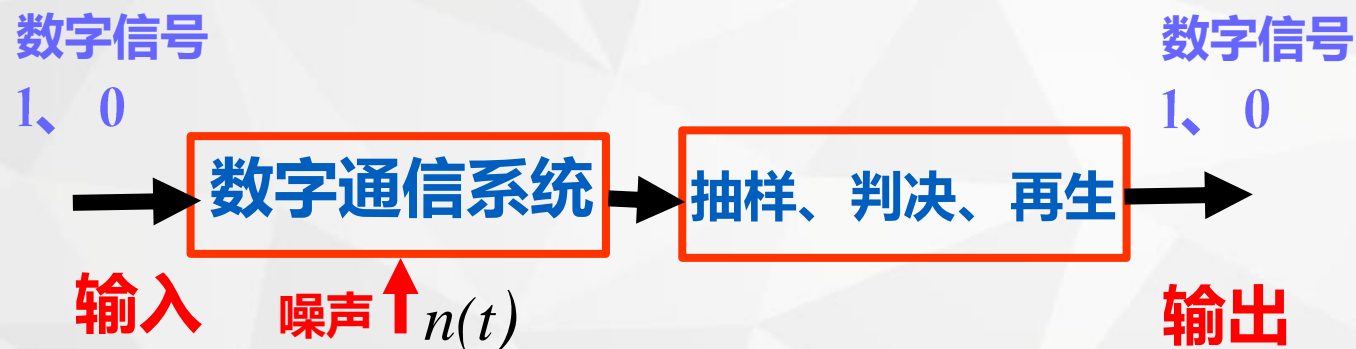 数字信号
1、0
数字信号
1、0
数字通信系统
抽样、判决、再生
输入
噪声
n(t)
输出